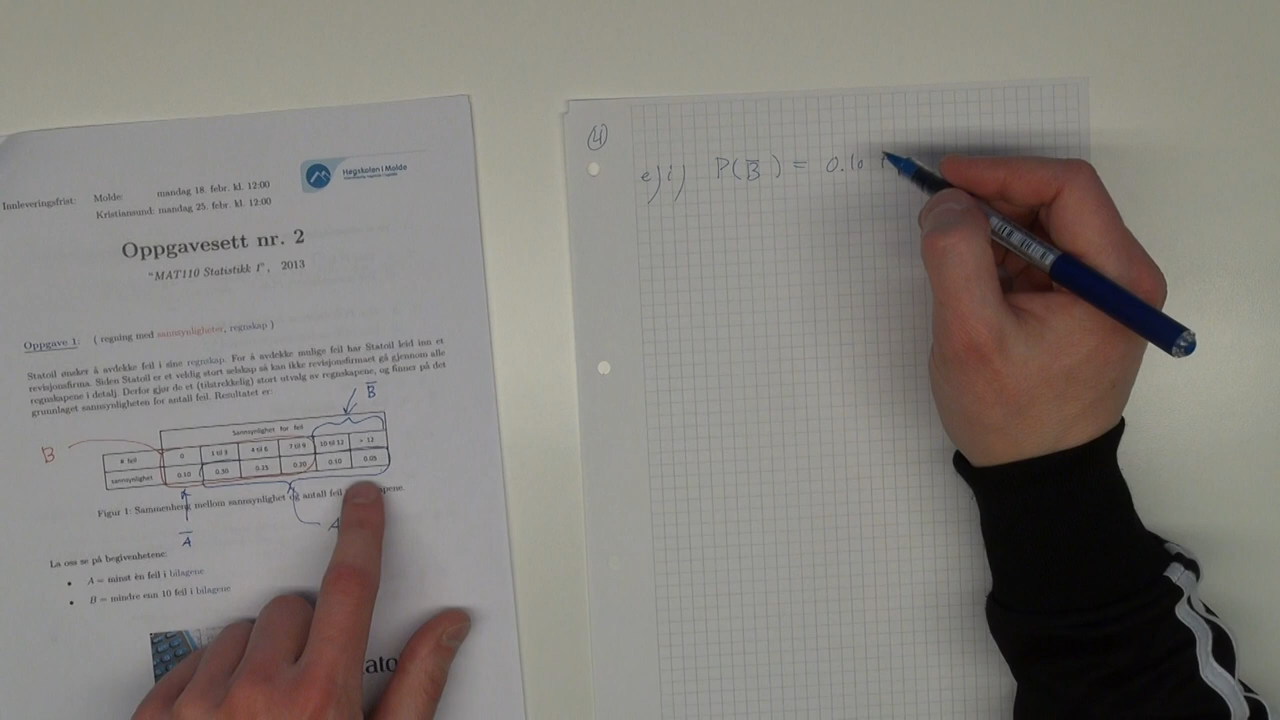 Innleveringsfrist: Molde: mandag 18. febr. kl. 12:00
Kristiansund: mandag 25. febr. kl. 12:00
Høgskolen i Molde
Oppgavesett nr. 2
"MAT110 Statistikk 1", 2013
Oppgave 1: ( regning med sannsynligheter, regnskap )
Statoil ønsker å avdekke feil i sine regnskap. For å avdekke mulige feil har Statoil leid inn et
revisjonsfirma. Siden Statoil er et veldig stort selskap så kan ikke revisjonsfirmaet gå gjennom alle
regnskapene i detalj. Derfor gjør de et (tilstrekkelig) stort utvalg av regnskapene, og finner på det
grunnlaget sannsynligheten for antall feil. Resultatet er:
B̅
B
Sannsynlighet for feil
# feil 0 1 til 3 4 til 6 7 til 9 10 til 12 > 12
sannsynlighet 0.10 0.30 0.25 0.20 0.10 0.05
Figur 1: Sammenheng mellom sannsynlighet og antall feil
A̅
A
La oss se på begivenhetene:
• A = minst én feil i bilagene
• B = mindre enn 10 feil i bilagene
4
e) i) P(B̅) = 0.10